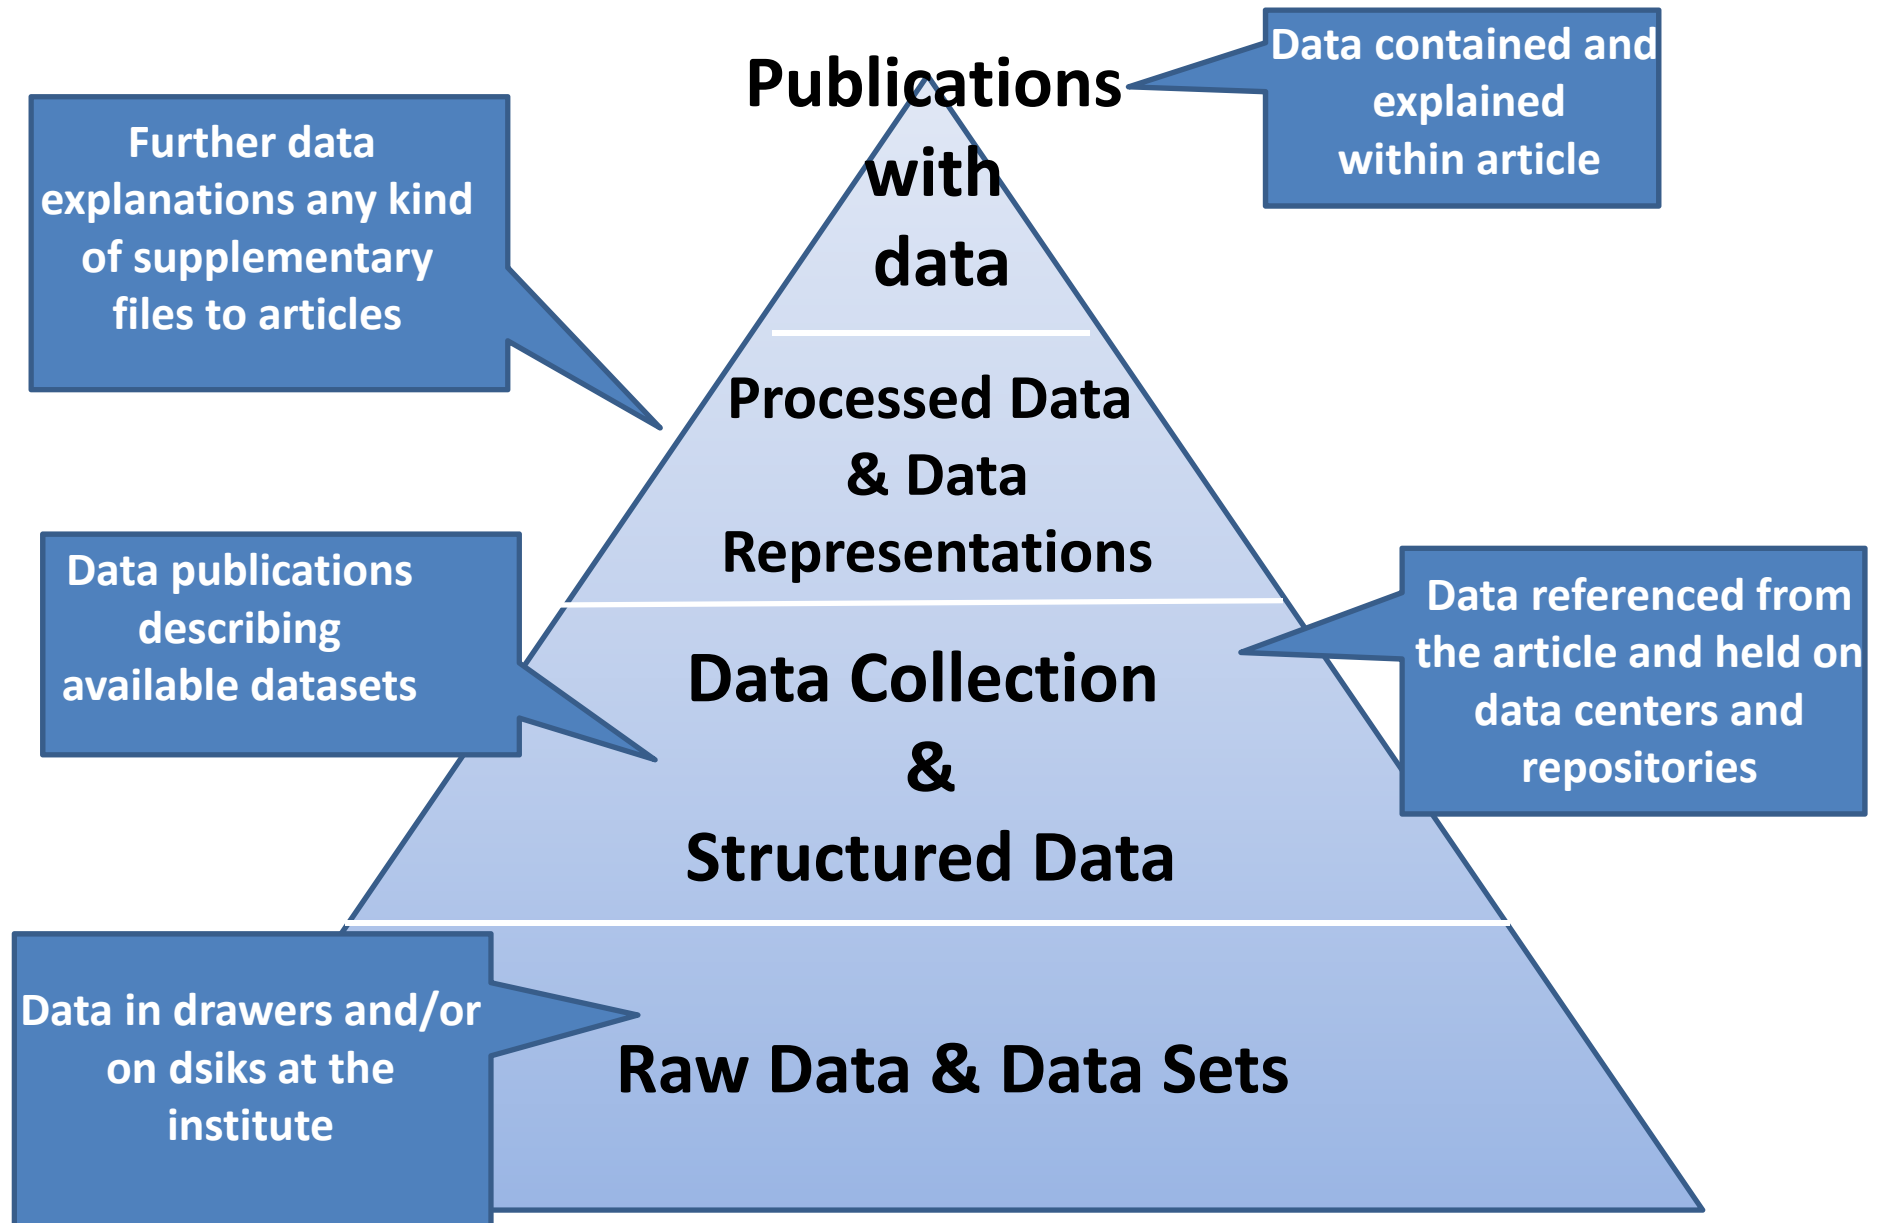 Publications
with
data
Data contained and
explained
within article
Further data
explanations any kind
of supplementary
files to articles
Processed Data
& Data
Representations
Data publications
describing
available datasets
Data referenced from
the article and held on
data centers and
repositories
Data Collection
&
Structured Data
Data in drawers and/or
on dsiks at the
institute
Raw Data & Data Sets